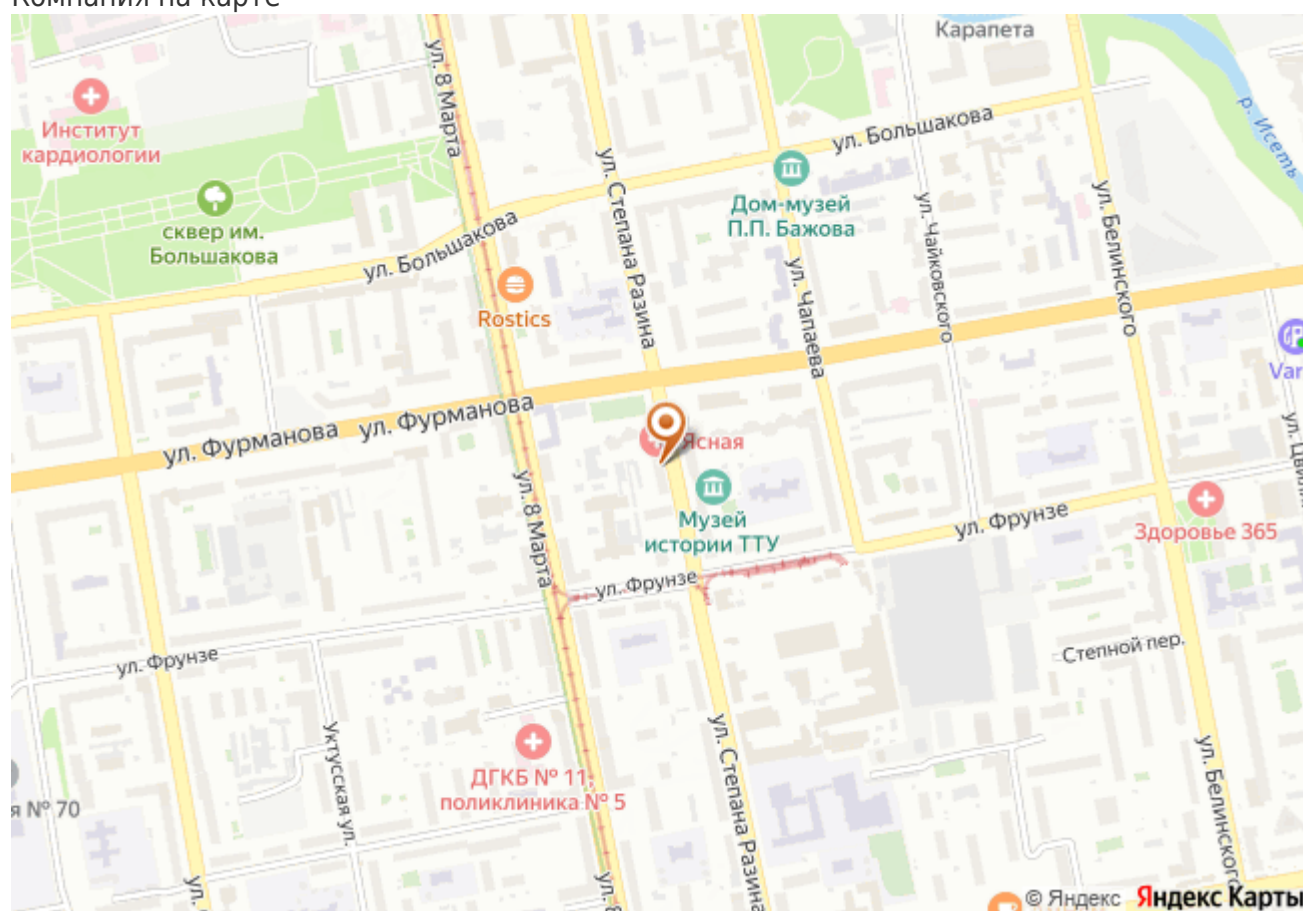 Компания на карте
Карапета
ул. 8 Марта
р. Исеть
Институт
кардиологии
ул. Большакова
ул. Степана Разина
Дом-музей
П.П. Бажова
ул. Чайковского
ул. Белинского
сквер им.
Большакова
ул. Большакова
ул. Чапаева
Rostics
Var
ул. Фурманова
ул. Фурманова
Ясная
ул. 8 Марта
Музей
истории ТТУ
ул. Фрунзе
Здоровье 365
ул. Фрунзе
ул. Фрунзе
Степной пер.
Уктусская ул.
ул. Степана Разина
ДГКБ № 11,
поликлиника № 5
ул. Белинского
я № 70
© Яндекс Яндекс Карты